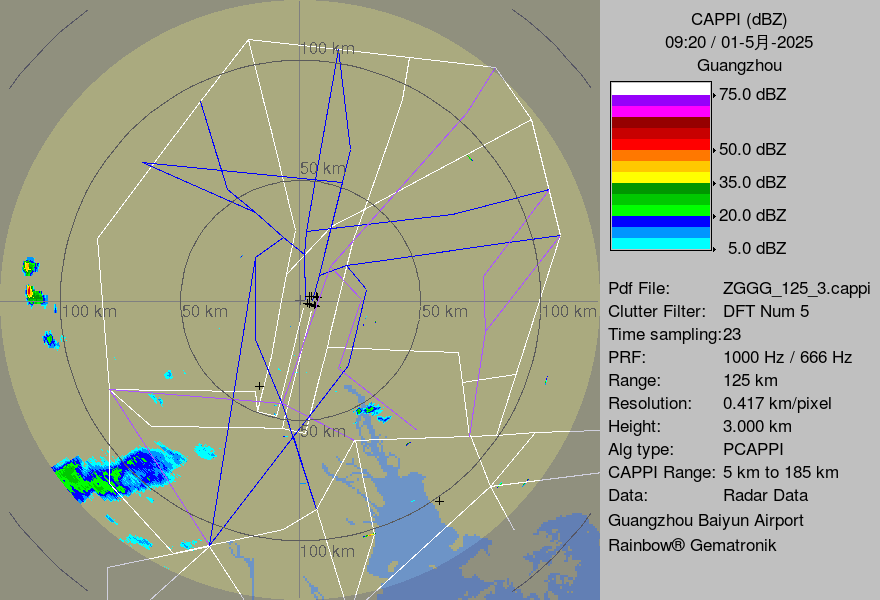 100 km
50 km
100 km
50 km
50 km
100 km
50 km
100 km
CAPPI (dBZ)
09:20 / 01-5月-2025
Guangzhou
75.0 dBZ
50.0 dBZ
35.0 dBZ
20.0 dBZ
5.0 dBZ
Pdf File: ZGGG_125_3.cappi
Clutter Filter: DFT Num 5
Time sampling:23
PRF: 1000 Hz / 666 Hz
Range: 125 km
Resolution: 0.417 km/pixel
Height: 3.000 km
Alg type: PCAPPI
CAPPI Range: 5 km to 185 km
Data: Radar Data
Guangzhou Baiyun Airport
Rainbow® Gematronik